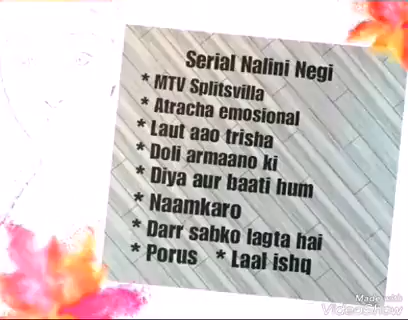 Serial Nalini Negi
* MTV Splitsvilla
* Atracha emosional
* Laut aao trisha
* Doli armaano ki
* Diya aur baati hum
* Naamkaro
* Darr sabko lagta hai
* Porus * Laal ishq
Made with
VideoShow